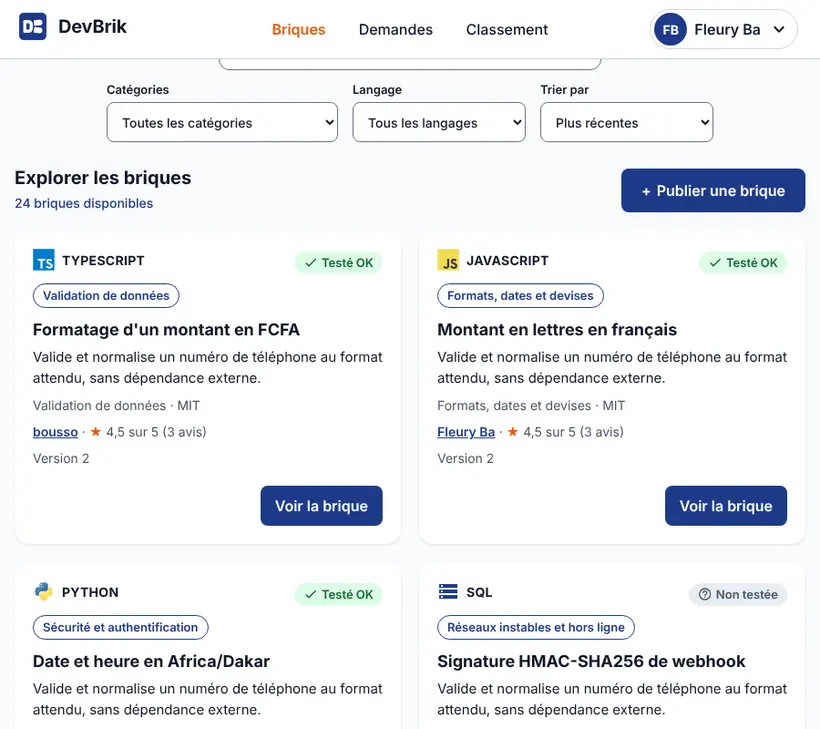 DevBrik
Briques
Demandes
Classement
FB
Fleury Ba
Catégories
Langage
Trier par
Toutes les catégories
Tous les langages
Plus récentes
Explorer les briques
24 briques disponibles
+ Publier une brique
TS
TYPESCRIPT
Testé OK
Validation de données
Formatage d'un montant en FCFA
Valide et normalise un numéro de téléphone au format
attendu, sans dépendance externe.
Validation de données · MIT
bousso · ★ 4,5 sur 5 (3 avis)
Version 2
Voir la brique
JS
JAVASCRIPT
Testé OK
Formats, dates et devises
Montant en lettres en français
Valide et normalise un numéro de téléphone au format
attendu, sans dépendance externe.
Formats, dates et devises · MIT
Fleury Ba · ★ 4,5 sur 5 (3 avis)
Version 2
Voir la brique
PYTHON
Testé OK
Sécurité et authentification
Date et heure en Africa/Dakar
Valide et normalise un numéro de téléphone au format
attendu, sans dépendance externe.
SQL
Non testée
Réseaux instables et hors ligne
Signature HMAC-SHA256 de webhook
Valide et normalise un numéro de téléphone au format
attendu, sans dépendance externe.